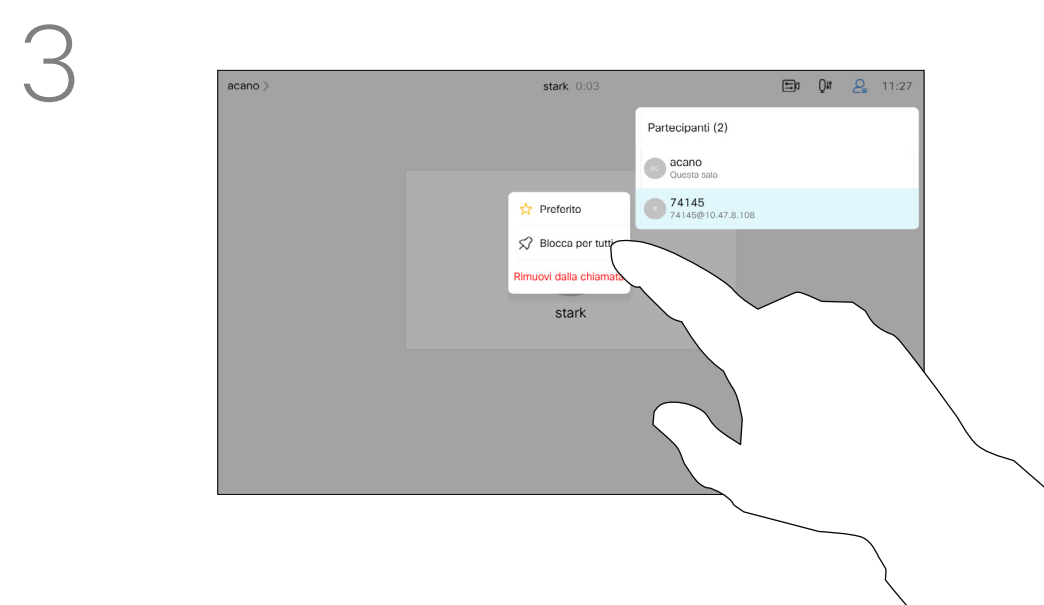 3
acano >
stark 0:03
11:27
Partecipanti (2)
AC
acano
Questa sala
74145
74145@10.47.8.108
Preferito
Blocca per tutti
Rimuovi dalla chiamata
stark